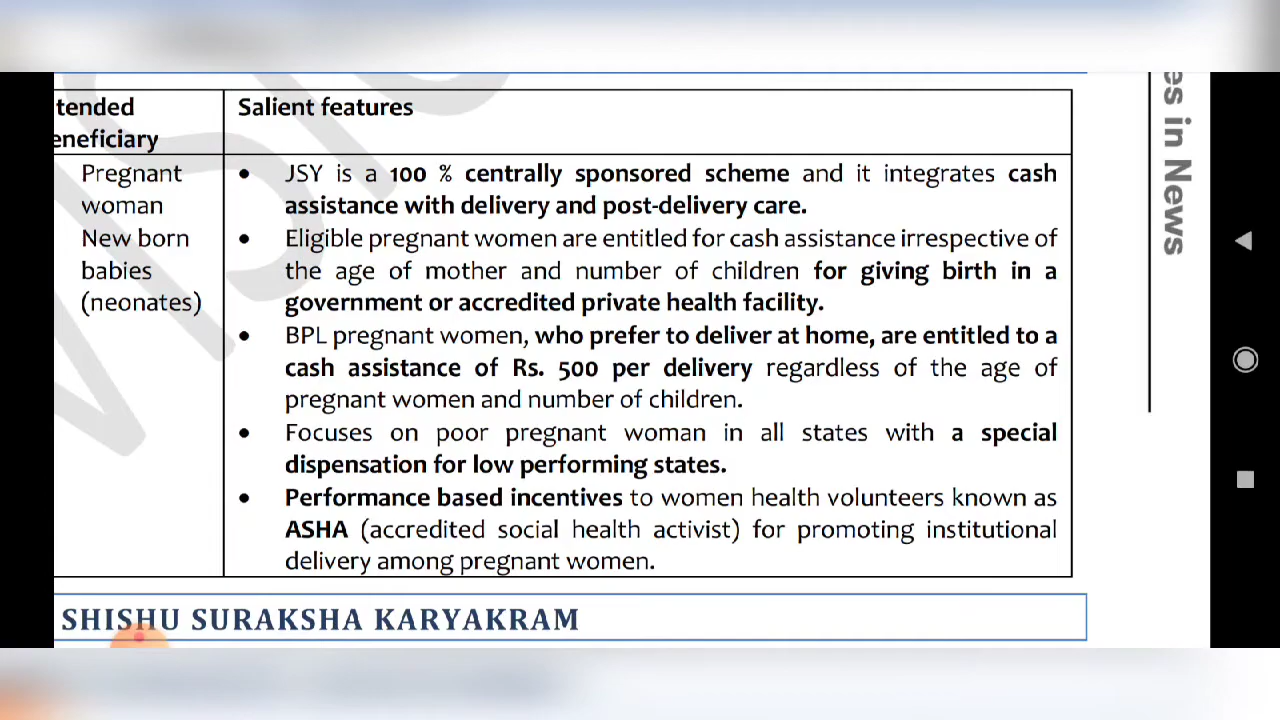 tended
eneficiary
Salient features
Pregnant
woman
New born
babies
(neonates)
• JSY is a 100 % centrally sponsored scheme and it integrates cash
assistance with delivery and post-delivery care.
• Eligible pregnant women are entitled for cash assistance irrespective of
the age of mother and number of children for giving birth in a
government or accredited private health facility.
• BPL pregnant women, who prefer to deliver at home, are entitled to a
cash assistance of Rs. 500 per delivery regardless of the age of
pregnant women and number of children.
• Focuses on poor pregnant woman in all states with a special
dispensation for low performing states.
• Performance based incentives to women health volunteers known as
ASHA (accredited social health activist) for promoting institutional
delivery among pregnant women.
SHISHU SURAKSHA KARYAKRAM
es in News